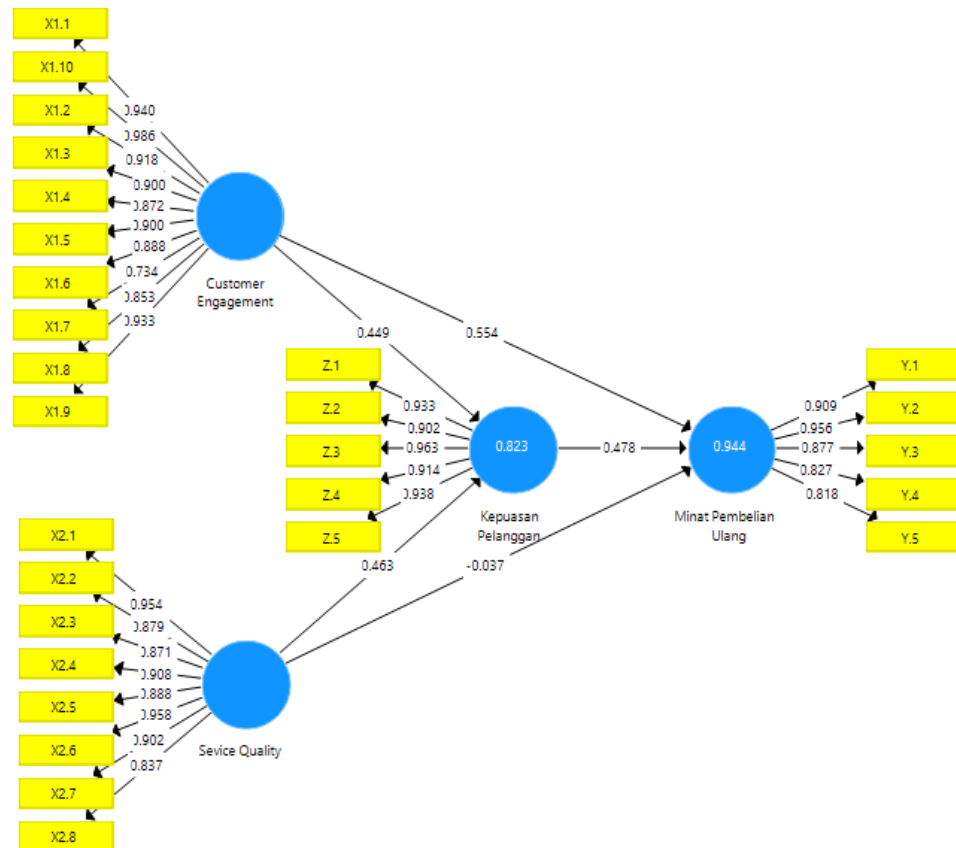 X1.1
X1.10
X1.2
X1.3
X1.4
X1.5
X1.6
X1.7
X1.8
X1.9
0.940
0.986
0.918
0.900
0.872
0.900
0.888
0.734
0.853
0.933
Customer
Engagement
0.449
0.554
Z.1
Z.2
Z.3
Z.4
Z.5
0.933
0.902
0.963
0.914
0.938
0.823
Kepuasan
Pelanggan
0.478
0.944
Minat Pembelian
Ulang
0.909
0.956
0.877
0.827
0.818
Y.1
Y.2
Y.3
Y.4
Y.5
0.463
-0.037
X2.1
X2.2
X2.3
X2.4
X2.5
X2.6
X2.7
X2.8
0.954
0.879
0.871
0.908
0.888
0.958
0.902
0.837
Sevice Quality